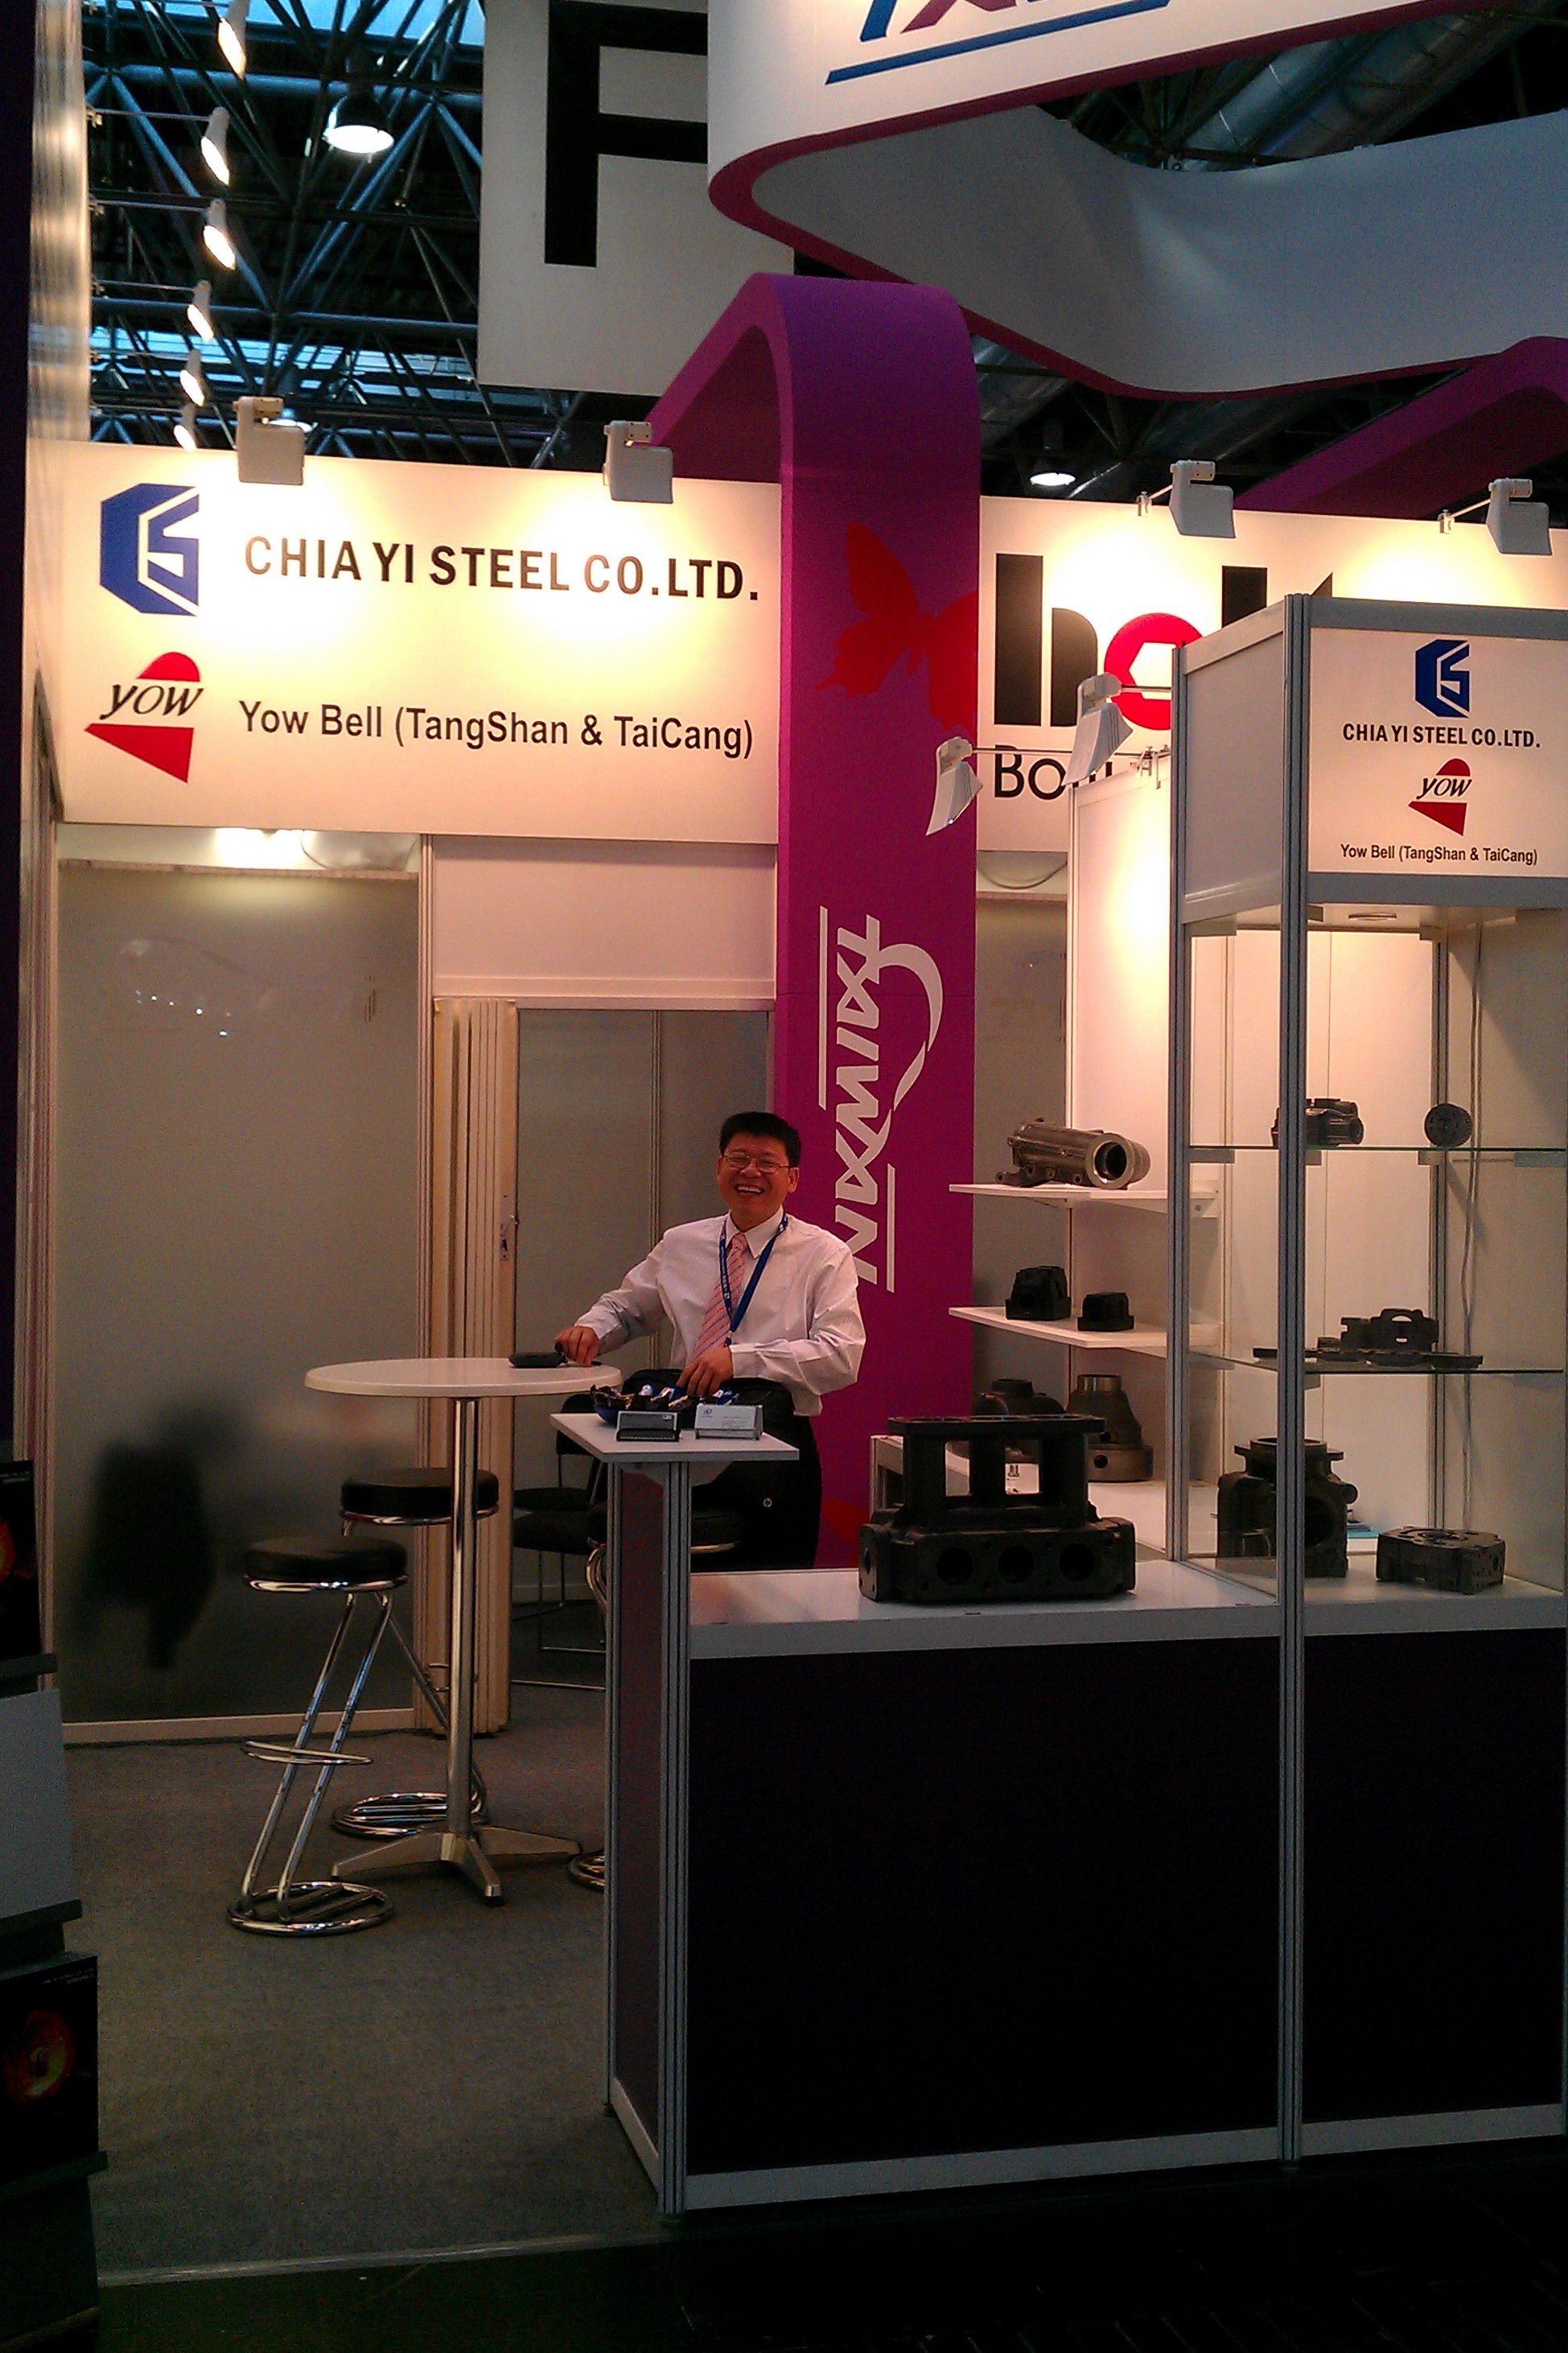 F
CHIA YI STEEL CO.LTD.
YOW
Yow Bell (TangShan & TaiCang)
TAIWAN
CHIA YI STEEL CO.LTD.
YOW
Yow Bell (TangShan & TaiCang)